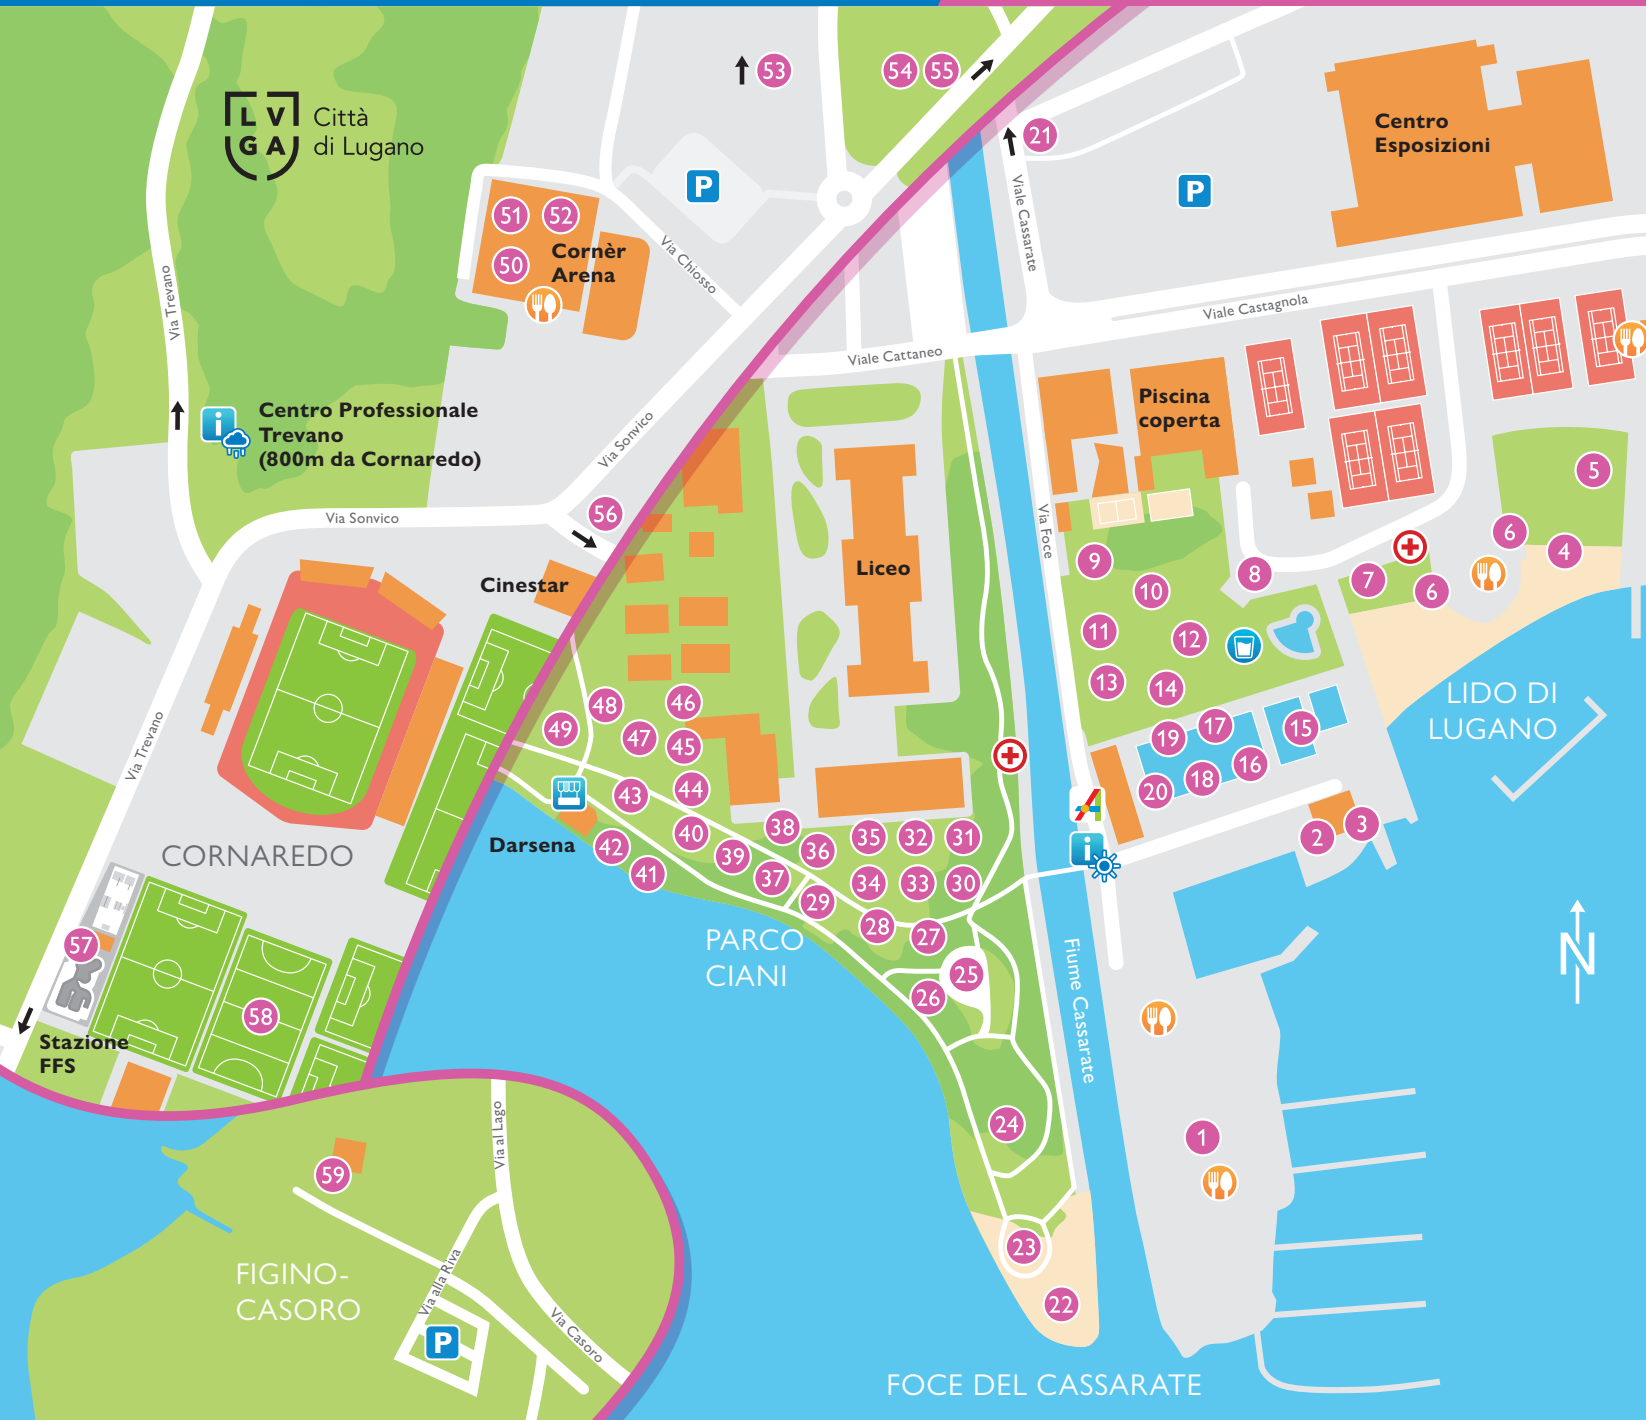 53
54
55
21
LVGA
Città
di Lugano
P
P
Centro
Esposizioni
51
52
50
Cornèr
Arena
Via Chiosso
Viale Cassarate
Via Trevano
Viale Castagnola
Viale Cattaneo
Piscina
coperta
i
Centro Professionale
Trevano
(800m da Cornaredo)
Via Sonvico
Via Sonvico
56
Via Foce
5
6
4
Liceo
Cinestar
9
10
8
7
6
11
12
13
14
48
46
49
47
45
19
17
15
LIDO DI
LUGANO
Via Trevano
43
44
20
18
16
38
40
35
32
31
2
3
Darsena
42
39
36
i
CORNAREDO
41
37
34
33
30
29
28
27
57
PARCO
CIANI
25
26
N
Fiume Cassarate
58
Stazione
FFS
24
1
Via al Lago
59
23
FIGINO-
CASORO
Via alla Riva
22
P
Via Casoro
FOCE DEL CASSARATE